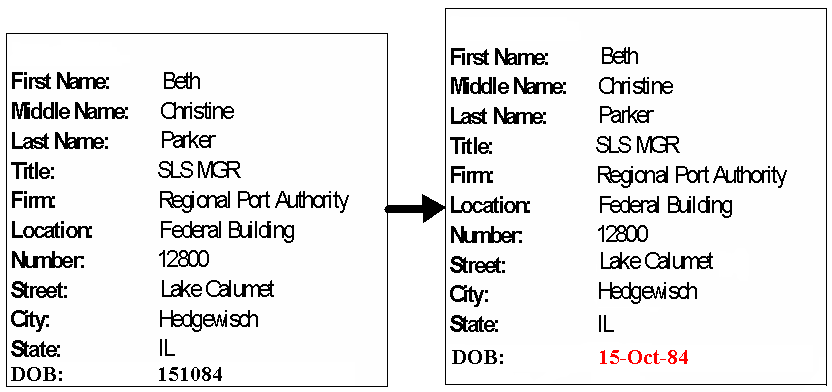 First Name: Beth
Middle Name: Christine
Last Name: Parker
Title: SLS MGR
Firm: Regional Port Authority
Location: Federal Building
Number: 12800
Street: Lake Calumet
City: Hedgewisch
State: IL
DOB: 151084
First Name: Beth
Middle Name: Christine
Last Name: Parker
Title: SLS MGR
Firm: Regional Port Authority
Location: Federal Building
Number: 12800
Street: Lake Calumet
City: Hedgewisch
State: IL
DOB: 15-Oct-84